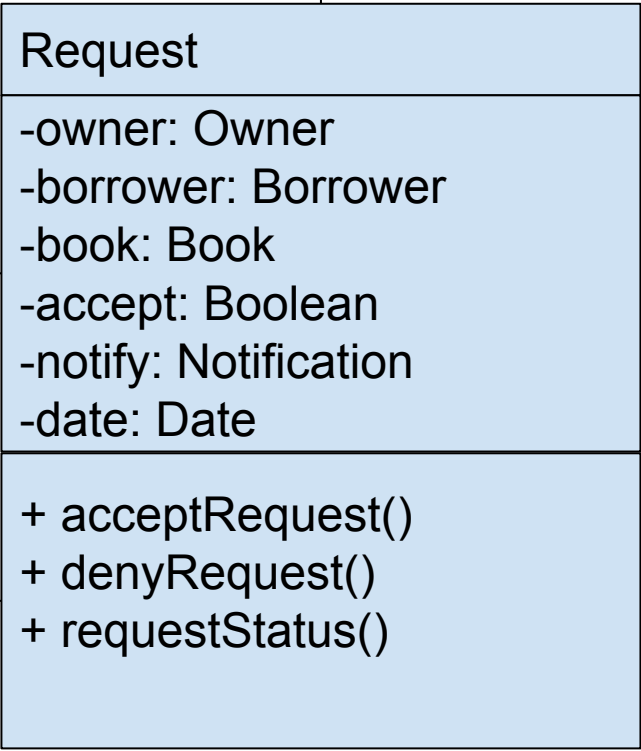 Request
-owner: Owner
-borrower: Borrower
-book: Book
-accept: Boolean
-notify: Notification
-date: Date
+ acceptRequest()
+ denyRequest()
+ requestStatus()